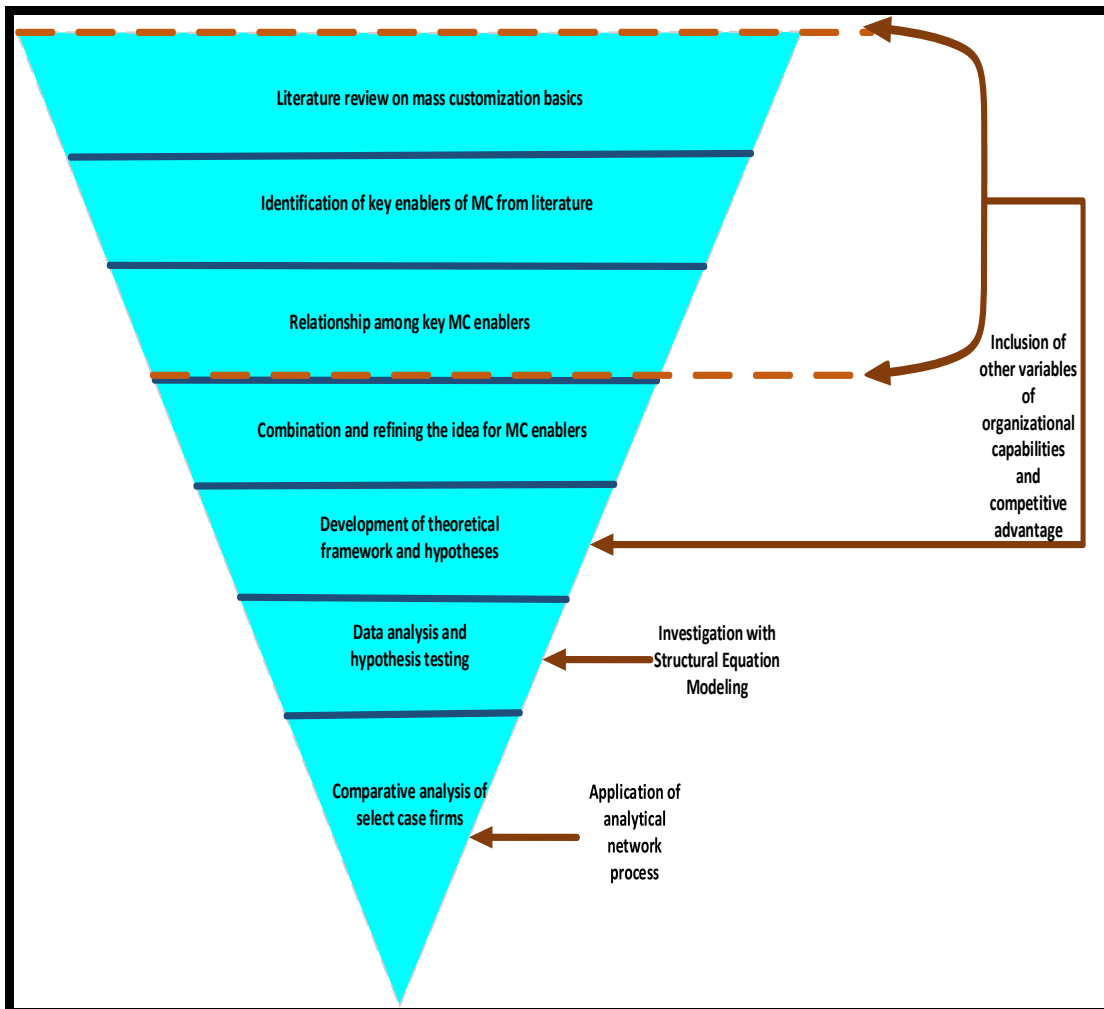 Literature review on mass customization basics
Identification of key enablers of MC from literature
Relationship among key MC enablers
Combination and refining the idea for MC enablers
Development of theoretical
framework and hypotheses
Data analysis and
hypothesis testing
Comparative analysis of
select case firms
Inclusion of
other variables
of
organizational
capabilities
and
competitive
advantage
Investigation with
Structural Equation
Modeling
Application of
analytical
network
process